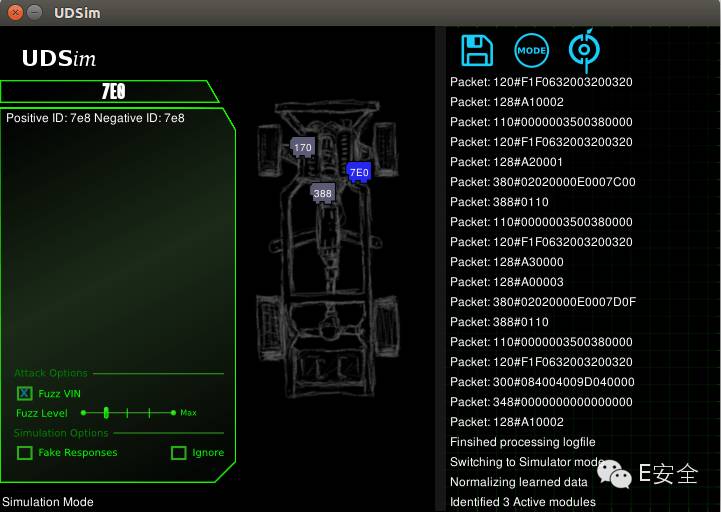 UDSim
UDSim
7E0
Positive ID: 7e8 Negative ID: 7e8
Attack Options
X
Fuzz VIN
Fuzz Level
Max
Simulation Options
Fake Responses
Ignore
Simulation Mode
170
7E0
388
MODE
Packet: 120#F1F0632003200320
Packet: 128#A10002
Packet: 110#0000003500380000
Packet: 120#F1F0632003200320
Packet: 128#A20001
Packet: 380#02020000E0007C00
Packet: 388#0110
Packet: 110#0000003500380000
Packet: 120#F1F0632003200320
Packet: 128#A30000
Packet: 128#A00003
Packet: 380#02020000E0007D0F
Packet: 388#0110
Packet: 110#0000003500380000
Packet: 120#F1F0632003200320
Packet: 300#084004009D040000
Packet: 348#0000000000000000
Packet: 128#A10002
Finsihed processing logfile
Switching to Simulator mode
Normalizing learned data
Identified 3 Active modules
E安全